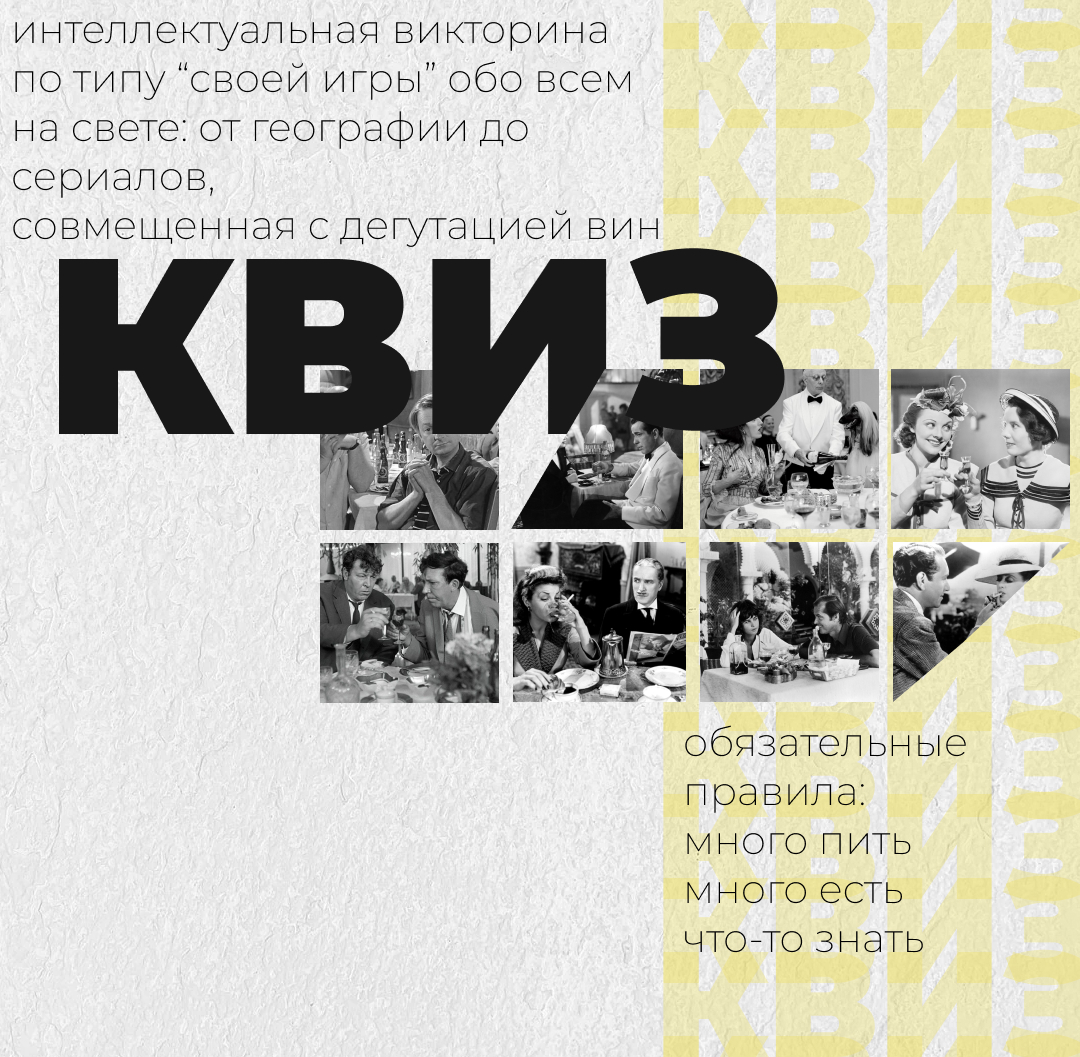 интеллектуальная викторина
по типу “своей игры” обо всем
на свете: от географии до
сериалов,
совмещенная с дегутацией вин
КВИЗ
обязательные
правила:
много пить
много есть
что-то знать